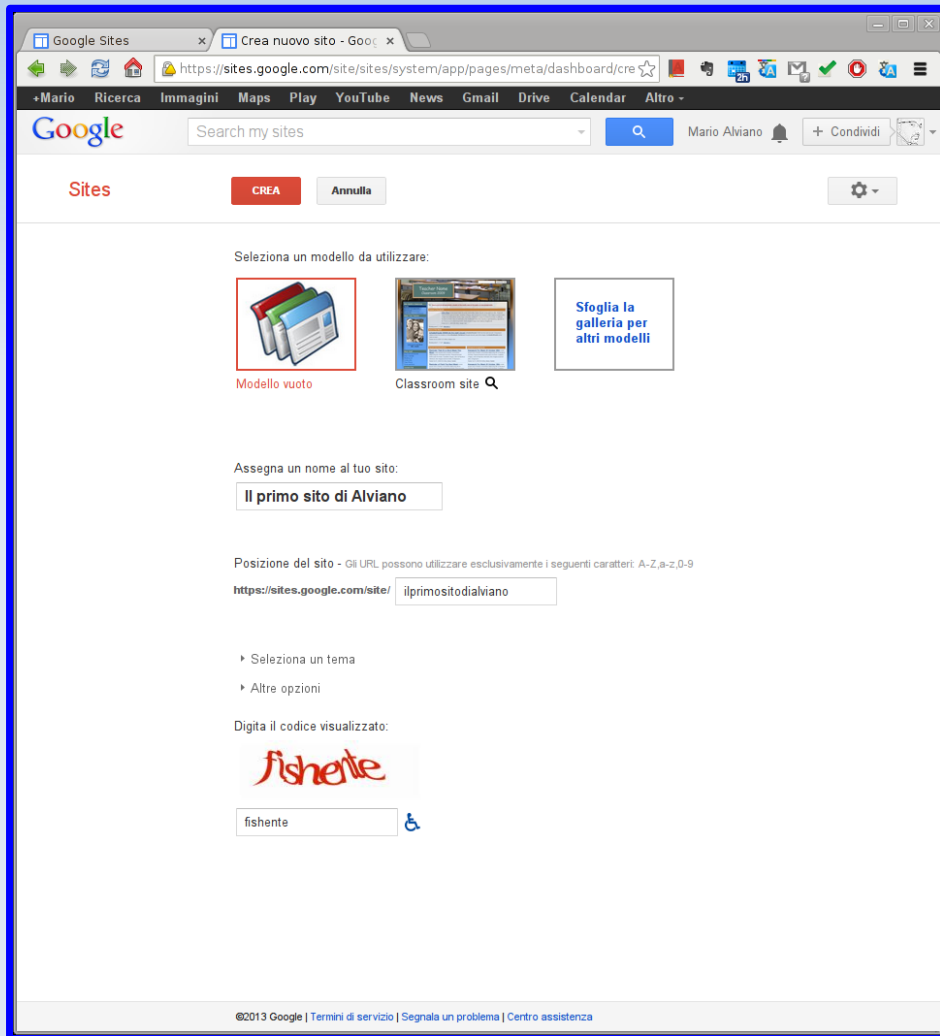 Google Sites
Crea nuovo sito - Goog
https://sites.google.com/site/sites/system/app/pages/meta/dashboard/cre
2h
+Mario Ricerca Immagini Maps Play YouTube News Gmail Drive Calendar Altro
Google Search my sites Mario Alviano + Condividi
Sites CREA Annulla
Seleziona un modello da utilizzare:
Teacher Name
Sfoglia la
galleria per
altri modelli
Modello vuoto Classroom site
Assegna un nome al tuo sito:
Il primo sito di Alviano
Posizione del sito - Gli URL possono utilizzare esclusivamente i seguenti caratteri: A-Z,a-z,0-9
https://sites.google.com/site/ ilprimositodialviano
Seleziona un tema
Altre opzioni
Digita il codice visualizzato:
fishente
fishente
©2013 Google | Termini di servizio | Segnala un problema | Centro assistenza